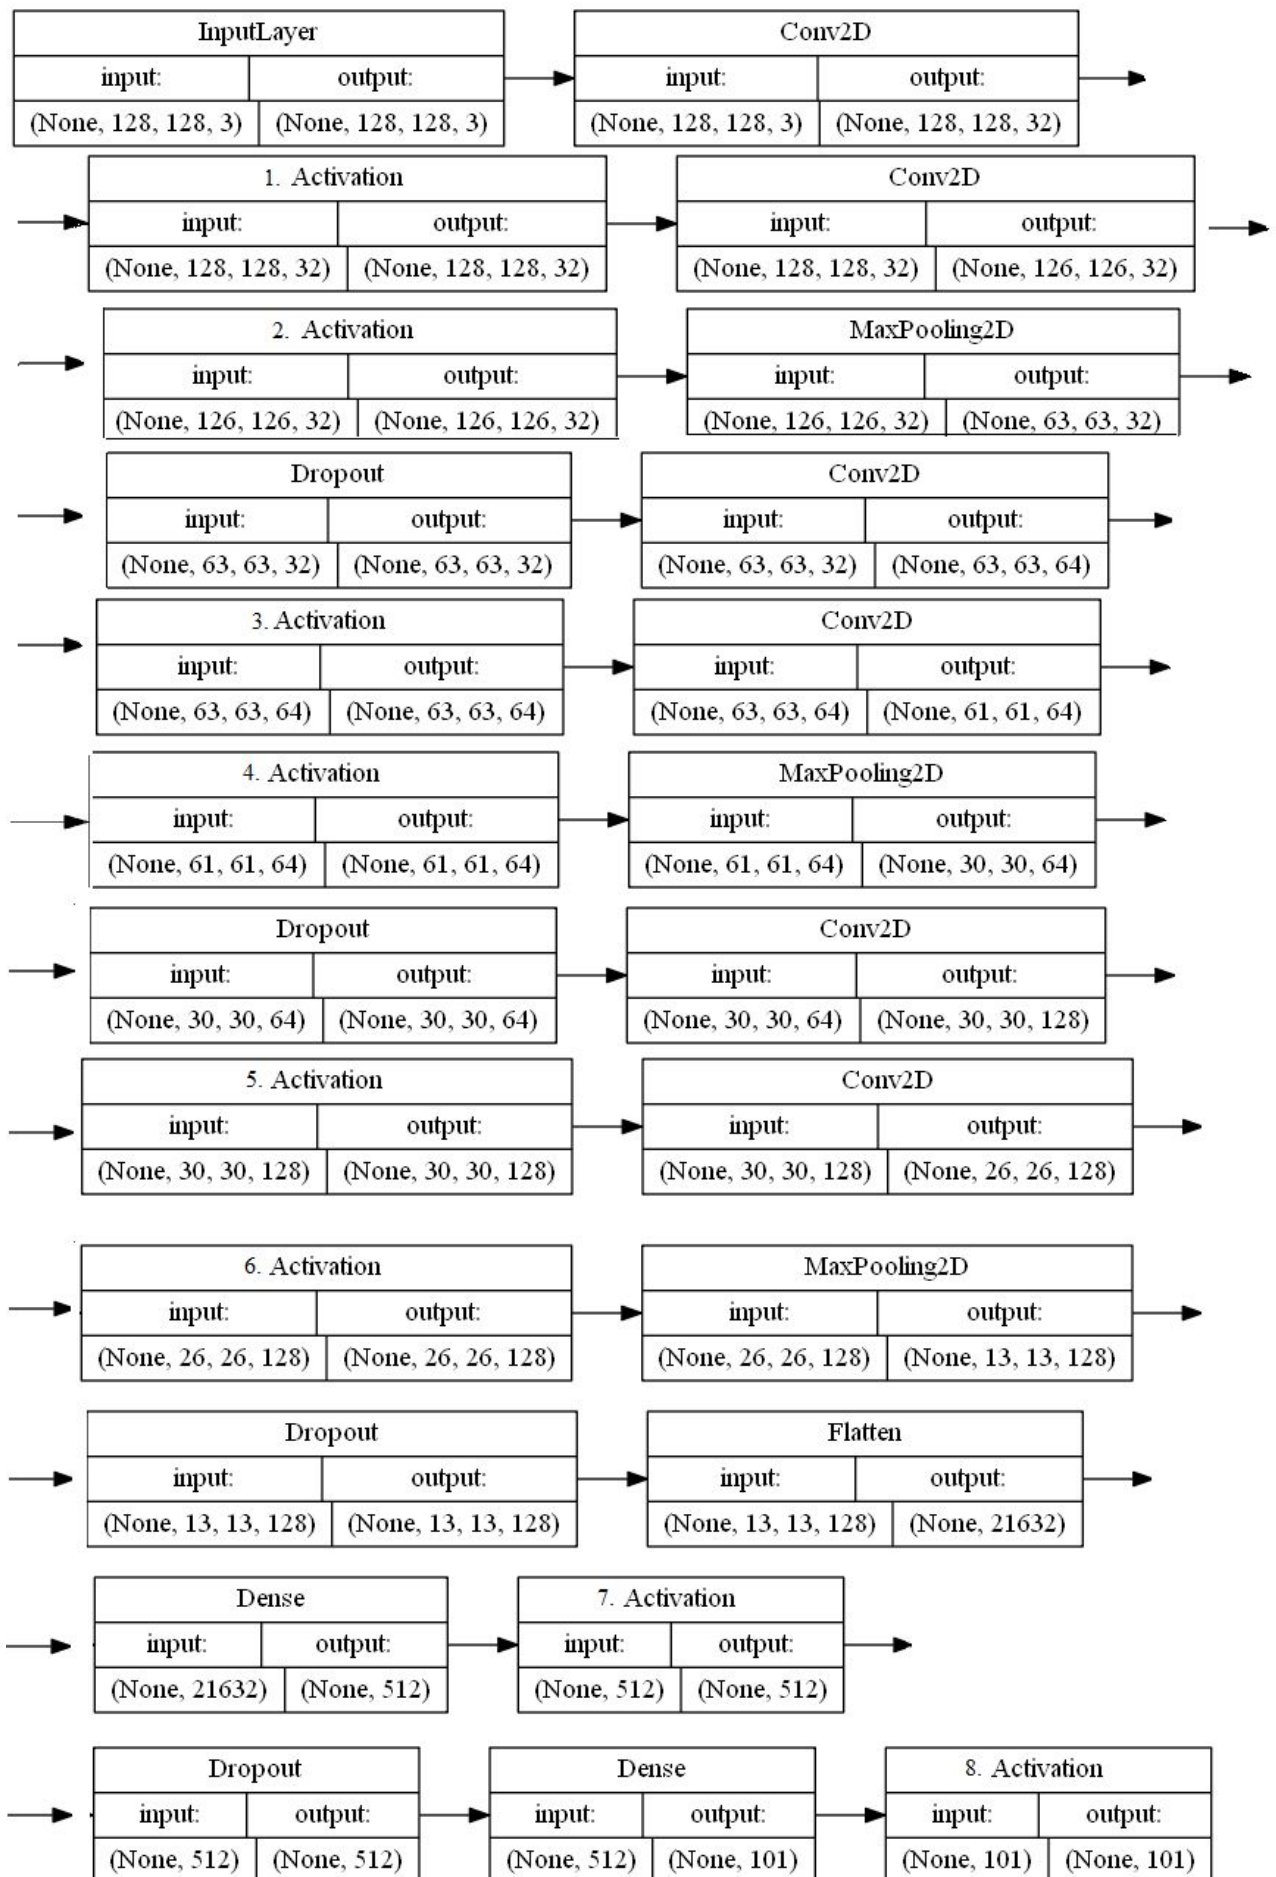 InputLayer Conv2D
input: output: input: output:
(None, 128, 128, 3) (None, 128, 128, 3) (None, 128, 128, 3) (None, 128, 128, 32)
1. Activation Conv2D
input: output: input: output:
(None, 128, 128, 32) (None, 128, 128, 32) (None, 128, 128, 32) (None, 126, 126, 32)
2. Activation MaxPooling2D
input: output: input: output:
(None, 126, 126, 32) (None, 126, 126, 32) (None, 126, 126, 32) (None, 63, 63, 32)
Dropout Conv2D
input: output: input: output:
(None, 63, 63, 32) (None, 63, 63, 32) (None, 63, 63, 32) (None, 63, 63, 64)
3. Activation Conv2D
input: output: input: output:
(None, 63, 63, 64) (None, 63, 63, 64) (None, 63, 63, 64) (None, 61, 61, 64)
4. Activation MaxPooling2D
input: output: input: output:
(None, 61, 61, 64) (None, 61, 61, 64) (None, 61, 61, 64) (None, 30, 30, 64)
Dropout Conv2D
input: output: input: output:
(None, 30, 30, 64) (None, 30, 30, 64) (None, 30, 30, 64) (None, 30, 30, 128)
5. Activation Conv2D
input: output: input: output:
(None, 30, 30, 128) (None, 30, 30, 128) (None, 30, 30, 128) (None, 26, 26, 128)
6. Activation MaxPooling2D
input: output: input: output:
(None, 26, 26, 128) (None, 26, 26, 128) (None, 26, 26, 128) (None, 13, 13, 128)
Dropout Flatten
input: output: input: output:
(None, 13, 13, 128) (None, 13, 13, 128) (None, 13, 13, 128) (None, 21632)
Dense 7. Activation
input: output: input: output:
(None, 21632) (None, 512) (None, 512) (None, 512)
Dropout Dense 8. Activation
input: output: input: output: input: output:
(None, 512) (None, 512) (None, 512) (None, 101) (None, 101) (None, 101)